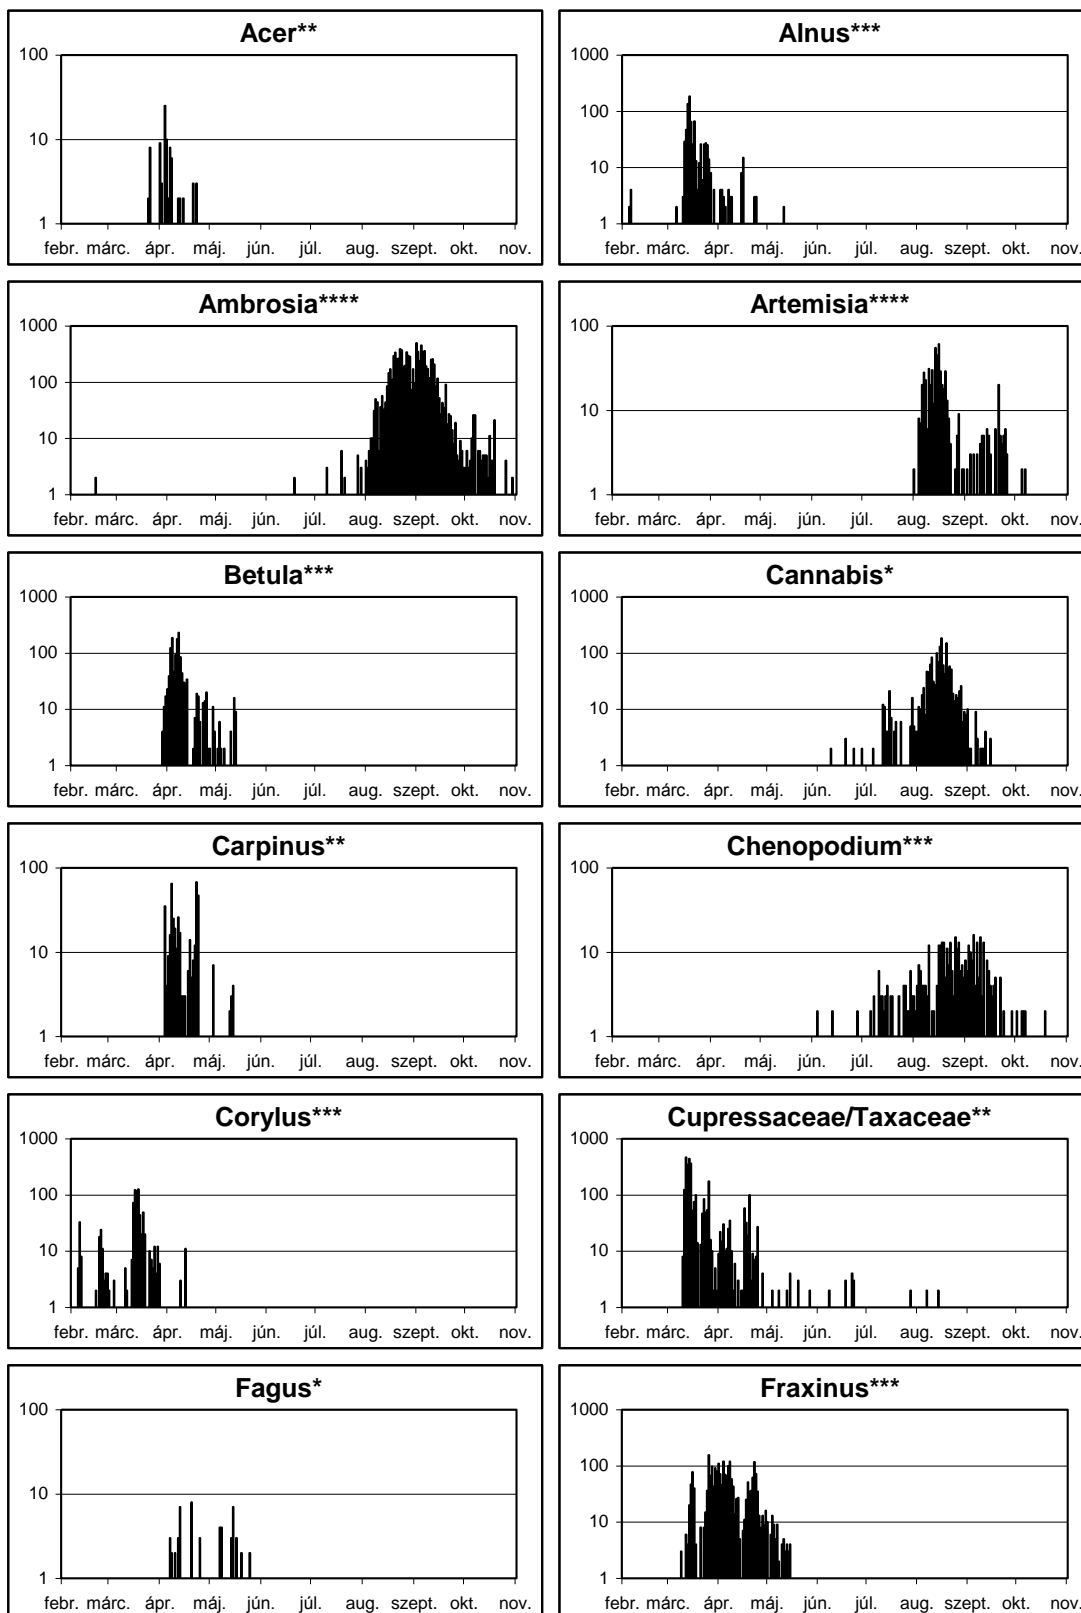 Acer**
100
10
1
febr. márc. ápr. máj. jún. júl. aug. szept. okt. nov.
Alnus***
1000
100
10
1
febr. márc. ápr. máj. jún. júl. aug. szept. okt. nov.
Ambrosia****
1000
100
10
1
febr. márc. ápr. máj. jún. júl. aug. szept. okt. nov.
Artemisia****
100
10
1
febr. márc. ápr. máj. jún. júl. aug. szept. okt. nov.
Betula***
1000
100
10
1
febr. márc. ápr. máj. jún. júl. aug. szept. okt. nov.
Cannabis*
1000
100
10
1
febr. márc. ápr. máj. jún. júl. aug. szept. okt. nov.
Carpinus**
100
10
1
febr. márc. ápr. máj. jún. júl. aug. szept. okt. nov.
Chenopodium***
100
10
1
febr. márc. ápr. máj. jún. júl. aug. szept. okt. nov.
Corylus***
1000
100
10
1
febr. márc. ápr. máj. jún. júl. aug. szept. okt. nov.
Cupressaceae/Taxaceae**
1000
100
10
1
febr. márc. ápr. máj. jún. júl. aug. szept. okt. nov.
Fagus*
100
10
1
febr. márc. ápr. máj. jún. júl. aug. szept. okt. nov.
Fraxinus***
1000
100
10
1
febr. márc. ápr. máj. jún. júl. aug. szept. okt. nov.